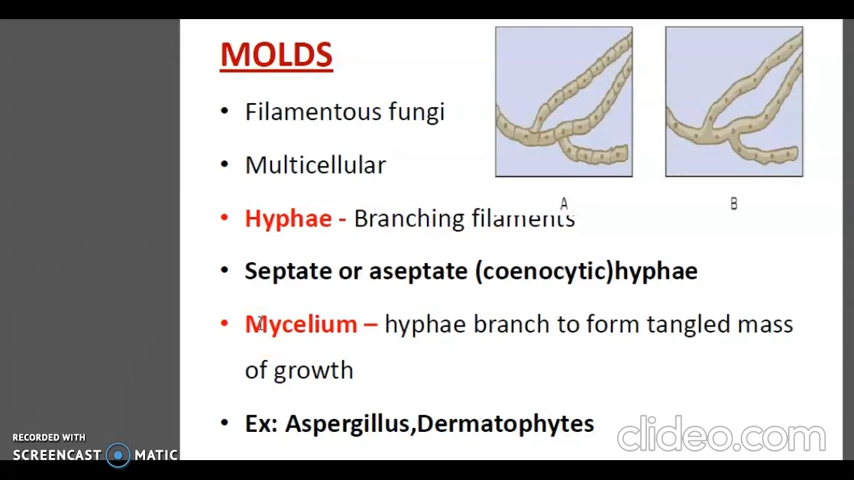 MOLDS
• Filamentous fungi
• Multicellular
A
B
• Hyphae - Branching filaments
• Septate or aseptate (coenocytic)hyphae
• Mycelium – hyphae branch to form tangled mass
of growth
• Ex: Aspergillus,Dermatophytes
clideo.com
RECORDED WITH
SCREENCAST MATIC